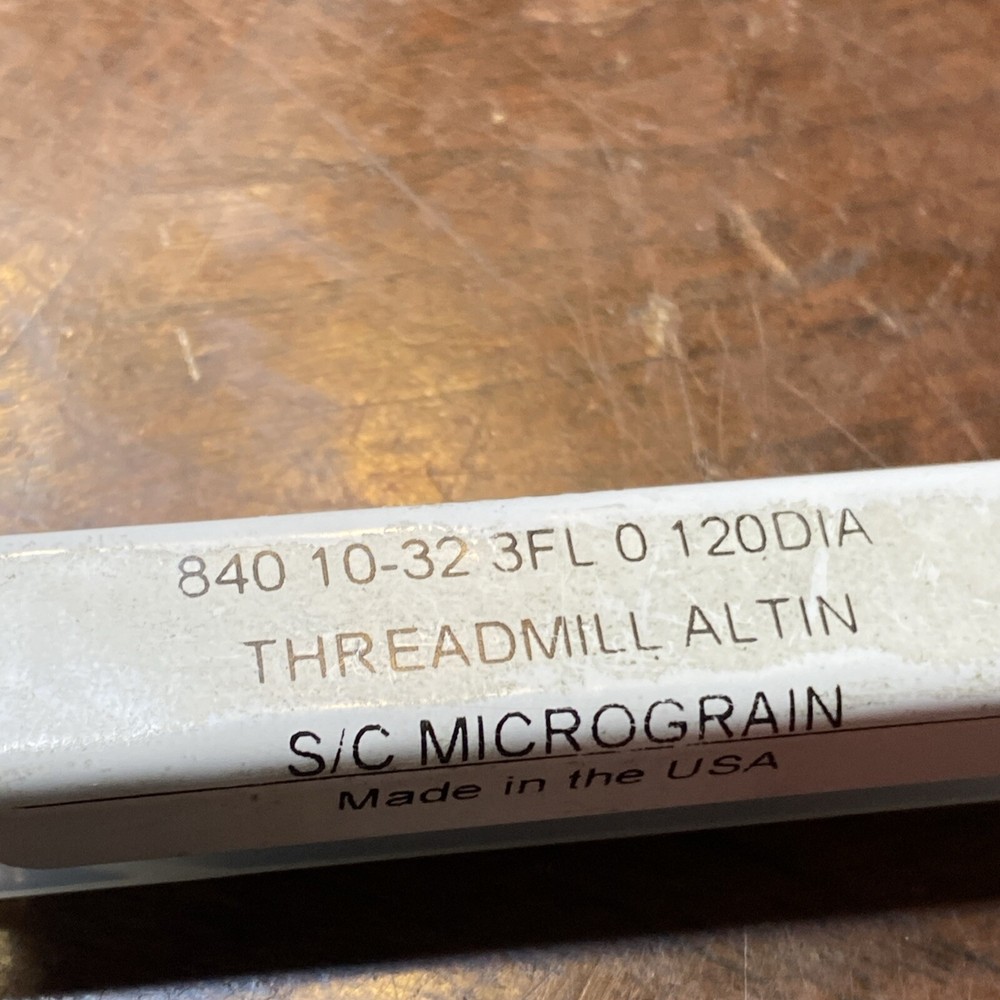 840 10-32 3FL 0 120DIA
THREADMILL ALTIN
S/C MICROGRAIN
Made in the USA